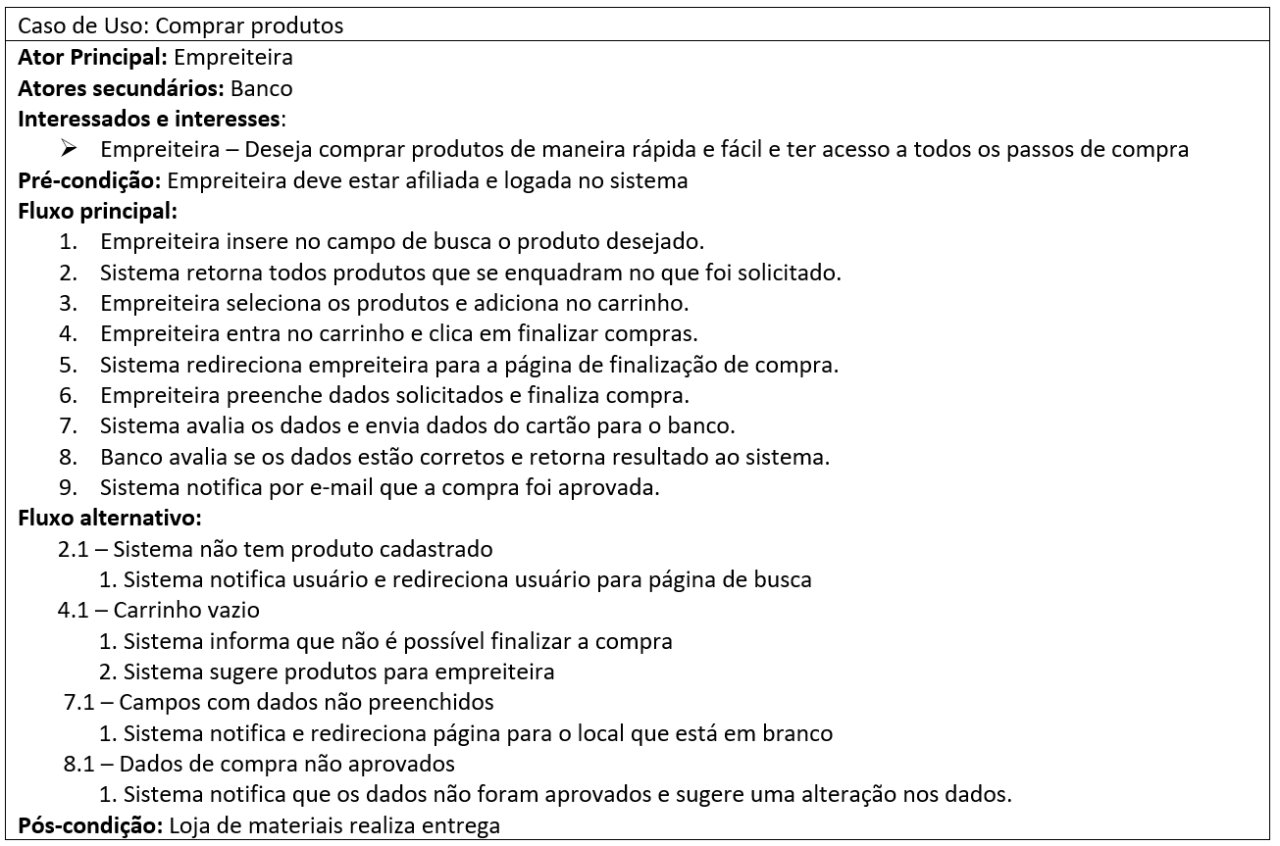 Caso de Uso: Comprar produtos
Ator Principal: Empreiteira
Atores secundários: Banco
Interessados e interesses:
➢ Empreiteira – Deseja comprar produtos de maneira rápida e fácil e ter acesso a todos os passos de compra
Pré-condição: Empreiteira deve estar afiliada e logada no sistema
Fluxo principal:
1. Empreiteira insere no campo de busca o produto desejado.
2. Sistema retorna todos produtos que se enquadram no que foi solicitado.
3. Empreiteira seleciona os produtos e adiciona no carrinho.
4. Empreiteira entra no carrinho e clica em finalizar compras.
5. Sistema redireciona empreiteira para a página de finalização de compra.
6. Empreiteira preenche dados solicitados e finaliza compra.
7. Sistema avalia os dados e envia dados do cartão para o banco.
8. Banco avalia se os dados estão corretos e retorna resultado ao sistema.
9. Sistema notifica por e-mail que a compra foi aprovada.
Fluxo alternativo:
2.1 – Sistema não tem produto cadastrado
1. Sistema notifica usuário e redireciona usuário para página de busca
4.1 – Carrinho vazio
1. Sistema informa que não é possível finalizar a compra
2. Sistema sugere produtos para empreiteira
7.1 – Campos com dados não preenchidos
1. Sistema notifica e redireciona página para o local que está em branco
8.1 – Dados de compra não aprovados
1. Sistema notifica que os dados não foram aprovados e sugere uma alteração nos dados.
Pós-condição: Loja de materiais realiza entrega